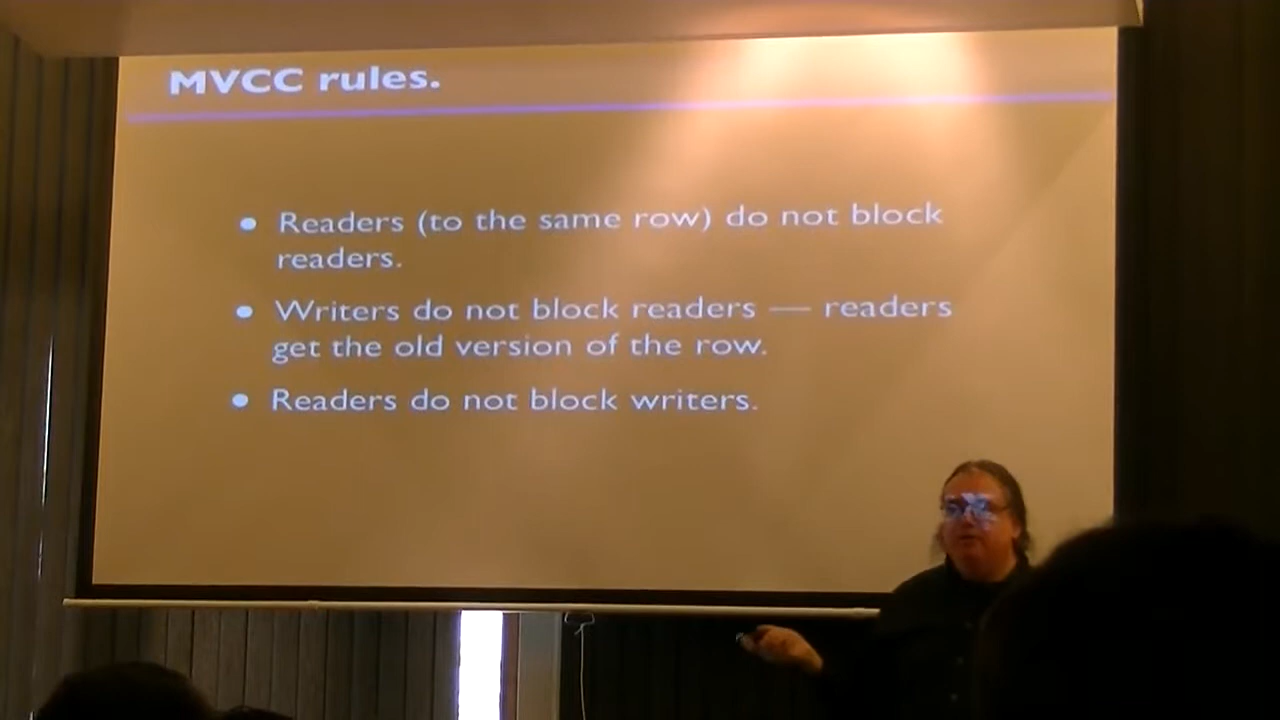 MVCC rules.
• Readers (to the same row) do not block
readers.
• Writers do not block readers — readers
get the old version of the row.
• Readers do not block writers.